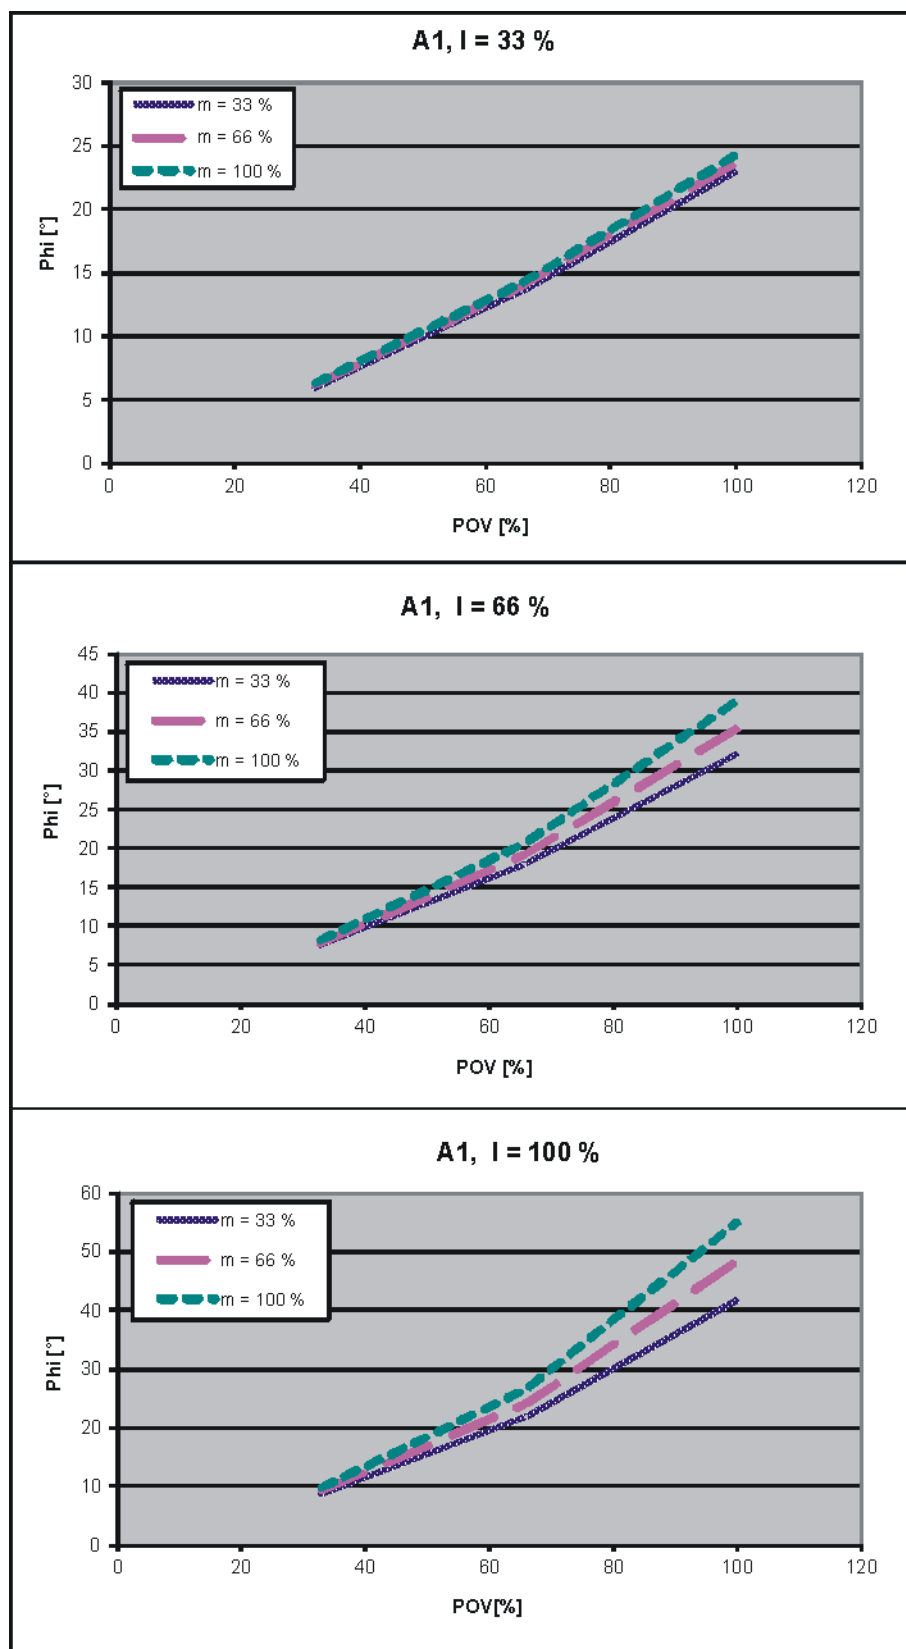 A1, I = 33 %
30
m = 33 %
25
m = 66 %
m = 100 %
20
Phi [°]
15
10
5
0
0 20 40 60 80 100 120
POV [%]
A1, I = 66 %
45
m = 33 %
40
m = 66 %
35
m = 100 %
30
25
Phi [°]
20
15
10
5
0
0 20 40 60 80 100 120
POV [%]
A1, I = 100 %
60
m = 33 %
50
m = 66 %
m = 100 %
40
Phi [°]
30
20
10
0
0 20 40 60 80 100 120
POV[%]